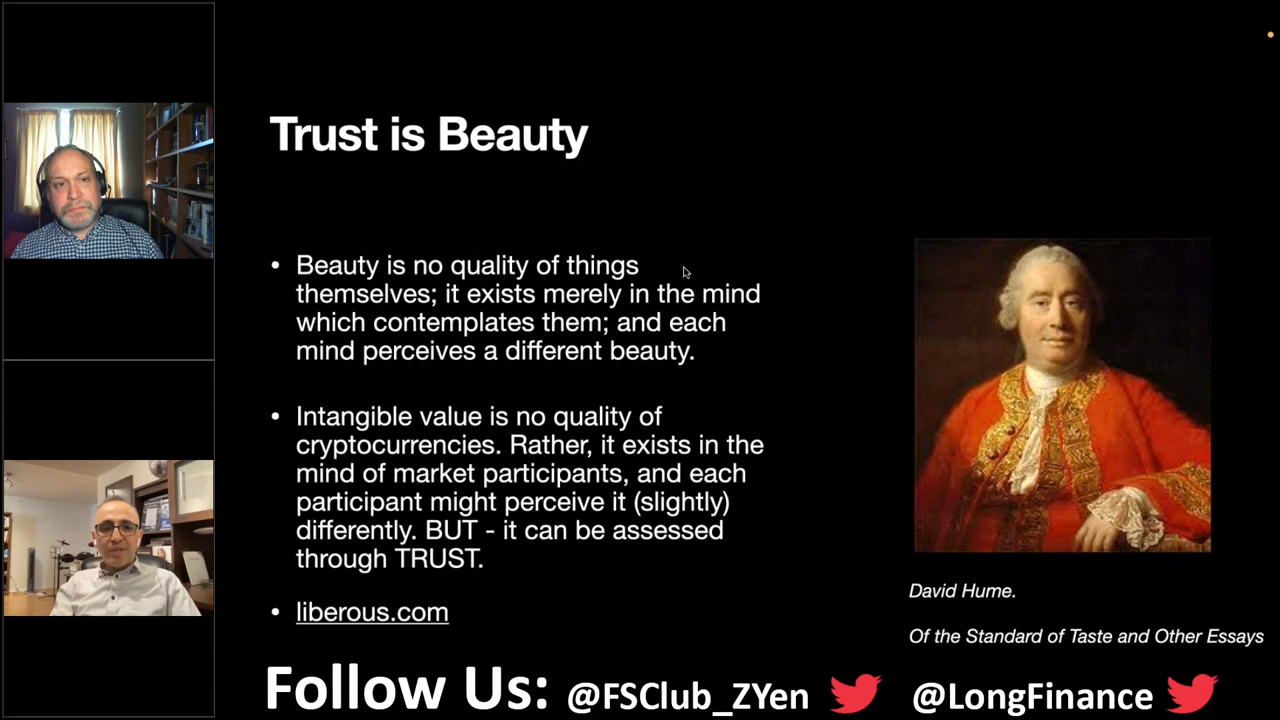 Trust is Beauty
• Beauty is no quality of things
themselves; it exists merely in the mind
which contemplates them; and each
mind perceives a different beauty.
• Intangible value is no quality of
cryptocurrencies. Rather, it exists in the
mind of market participants, and each
participant might perceive it (slightly)
differently. BUT - it can be assessed
through TRUST.
• liberous.com
David Hume.
Of the Standard of Taste and Other Essays
Follow Us: @FSClub_ZYen @LongFinance